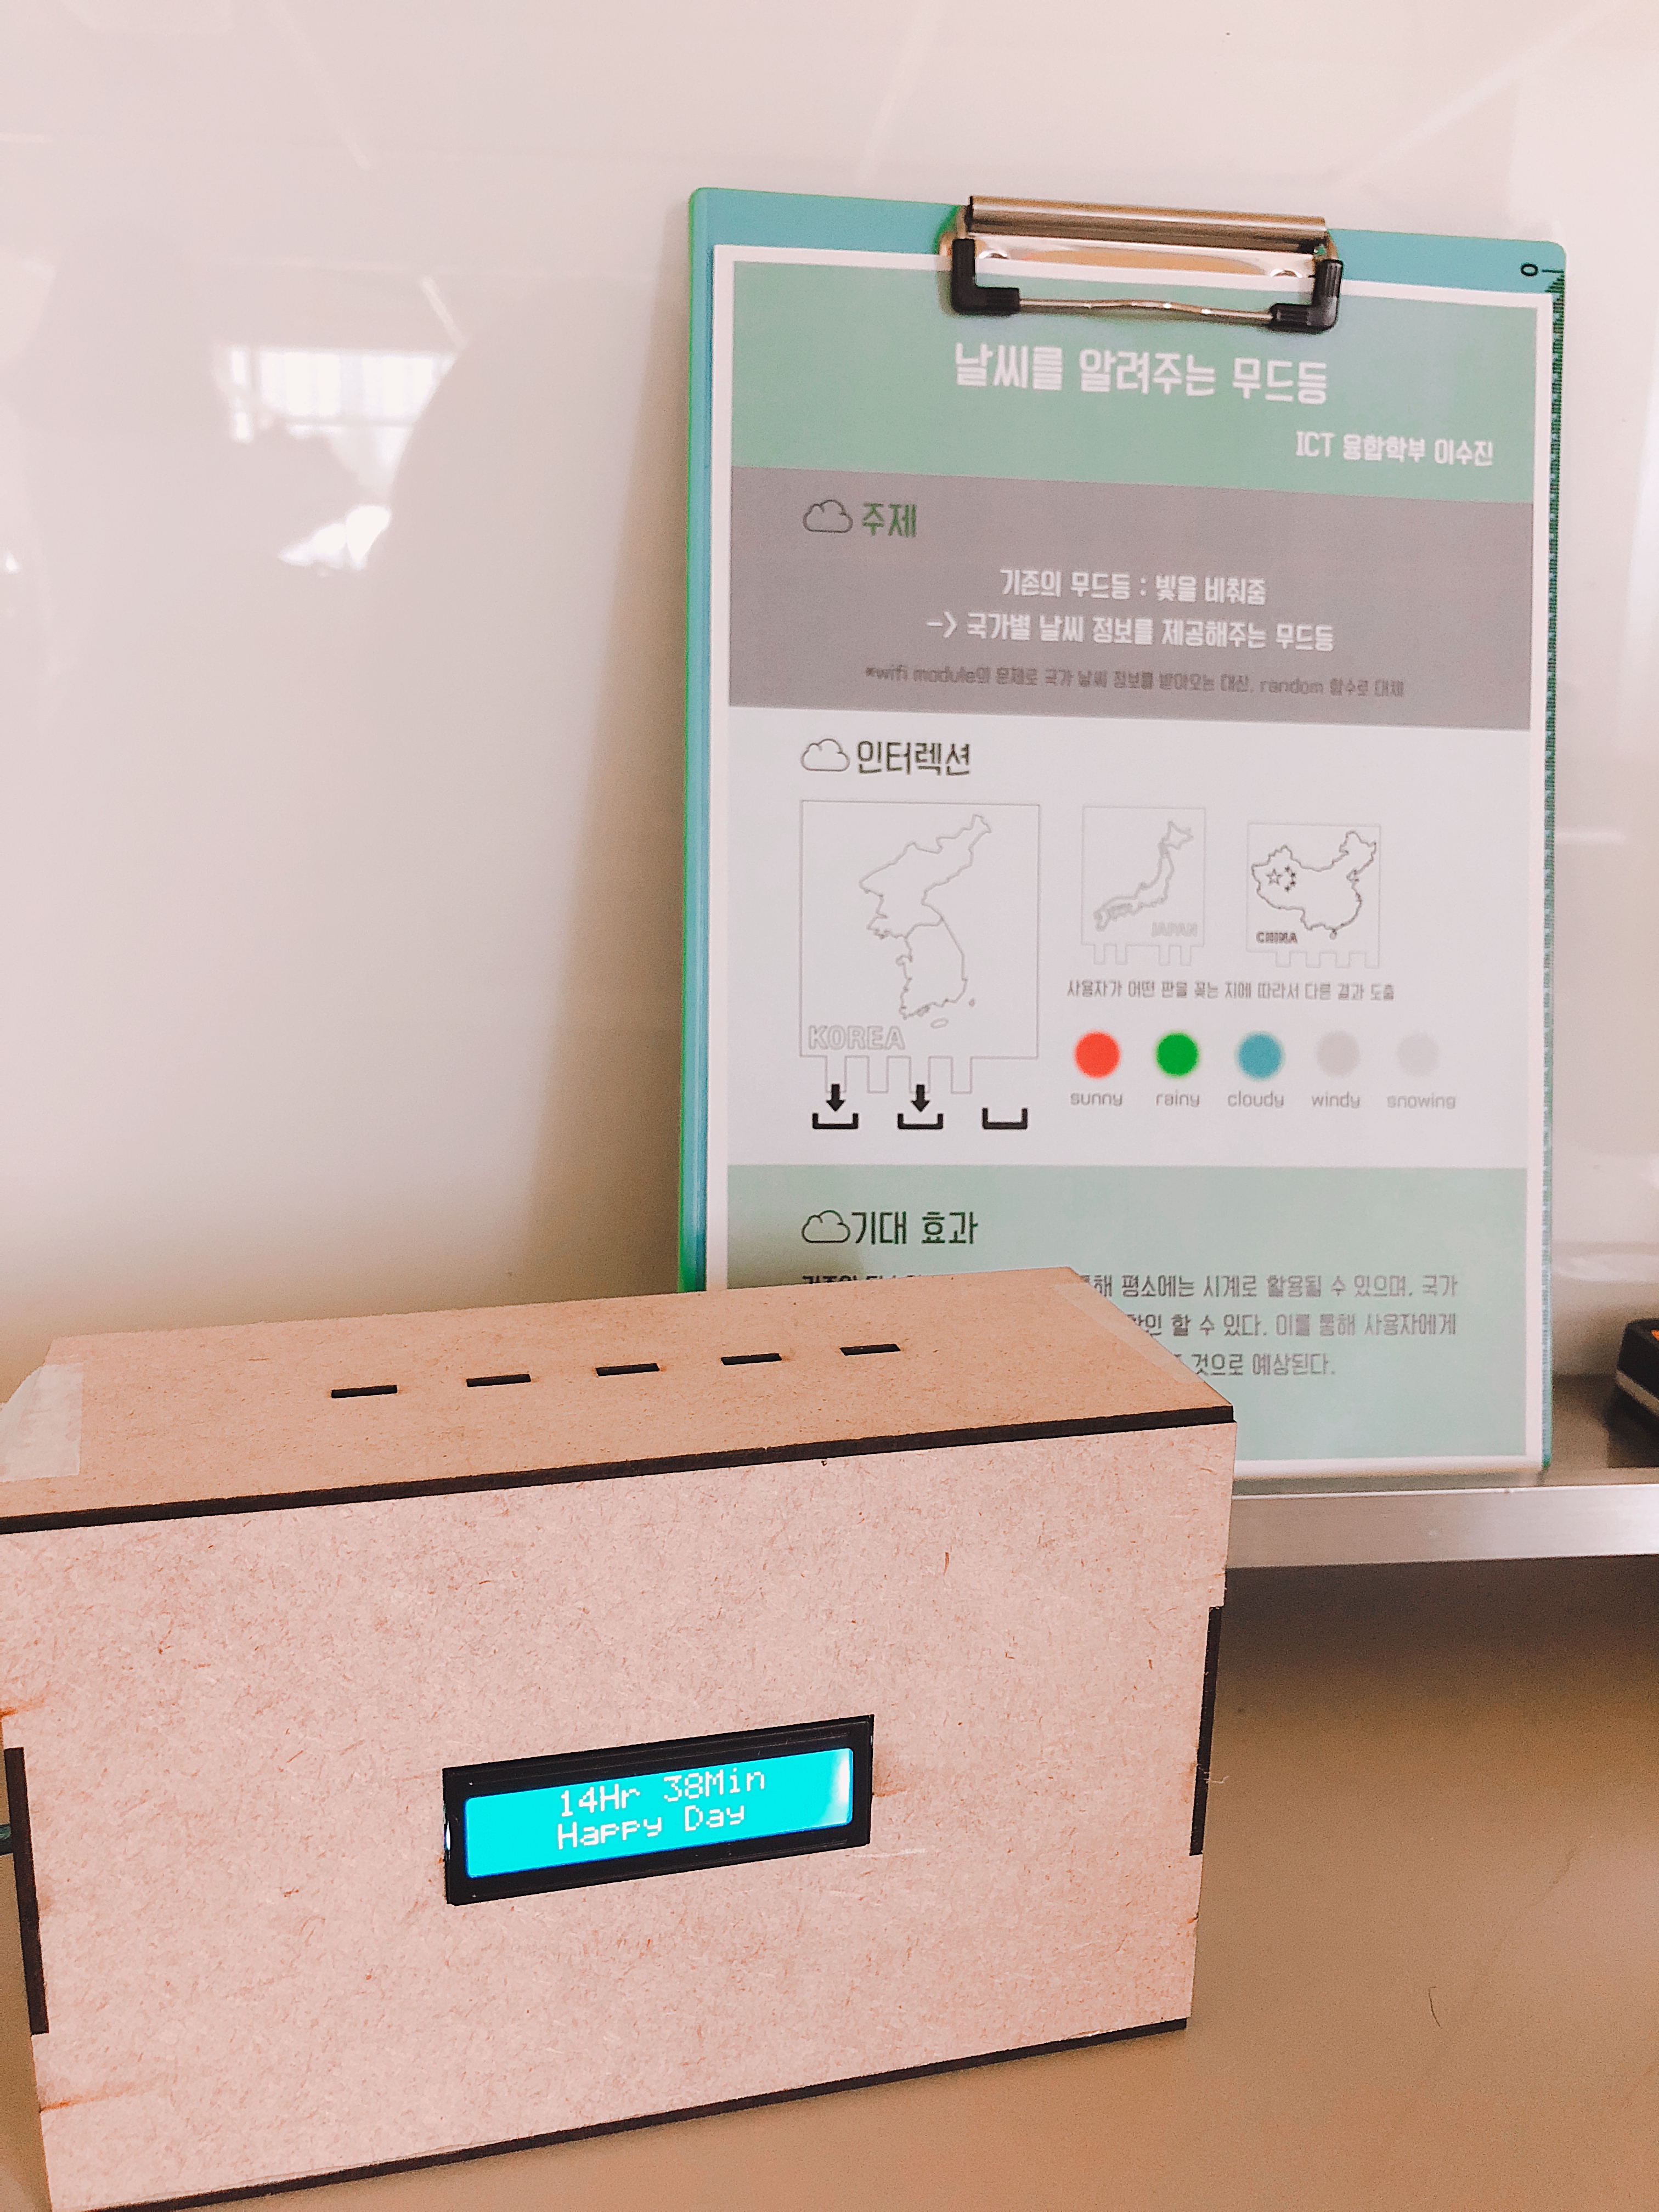 0
날씨를 알려주는 무드등
ICT 융합학부 이수진
주제
기존의 무드등 : 빛을 비춰줌
-> 국가별 날씨 정보를 제공해주는 무드등
*wifi module의 문제로 국가 날씨 정보를 받아오는 대신, random 함수로 대체
인터렉션
KOREA
JAPAN
CHINA
사용자가 어떤 판을 꽂는 지에 따라서 다른 결과 도출
sunny rainy cloudy windy snowing
기대 효과
평소에는 시계로 활용될 수 있으며, 국가
할 수 있다. 이를 통해 사용자에게
것으로 예상된다.
14Hr 38Min
Happy Day